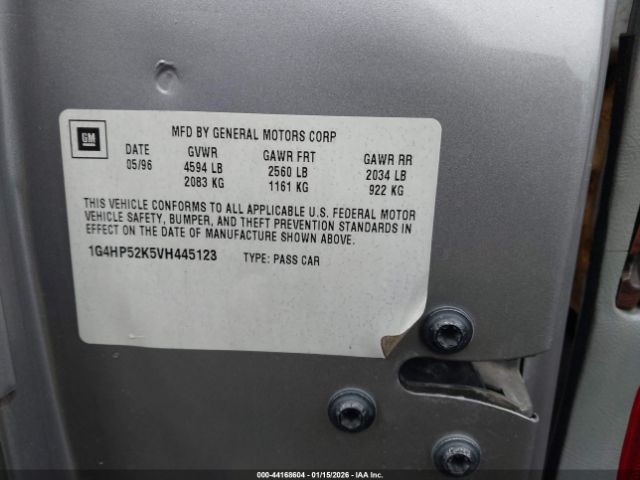 GM
MFD BY GENERAL MOTORS CORP
DATE GVWR GAWR FRT GAWR RR
05/96 4594 LB 2560 LB 2034 LB
2083 KG 1161 KG 922 KG
THIS VEHICLE CONFORMS TO ALL APPLICABLE U.S. FEDERAL MOTOR
VEHICLE SAFETY, BUMPER, AND THEFT PREVENTION STANDARDS IN
EFFECT ON THE DATE OF MANUFACTURE SHOWN ABOVE.
1G4HP52K5VH445123 TYPE: PASS CAR
000-44168604 - 01/15/2026 - IAA Inc.